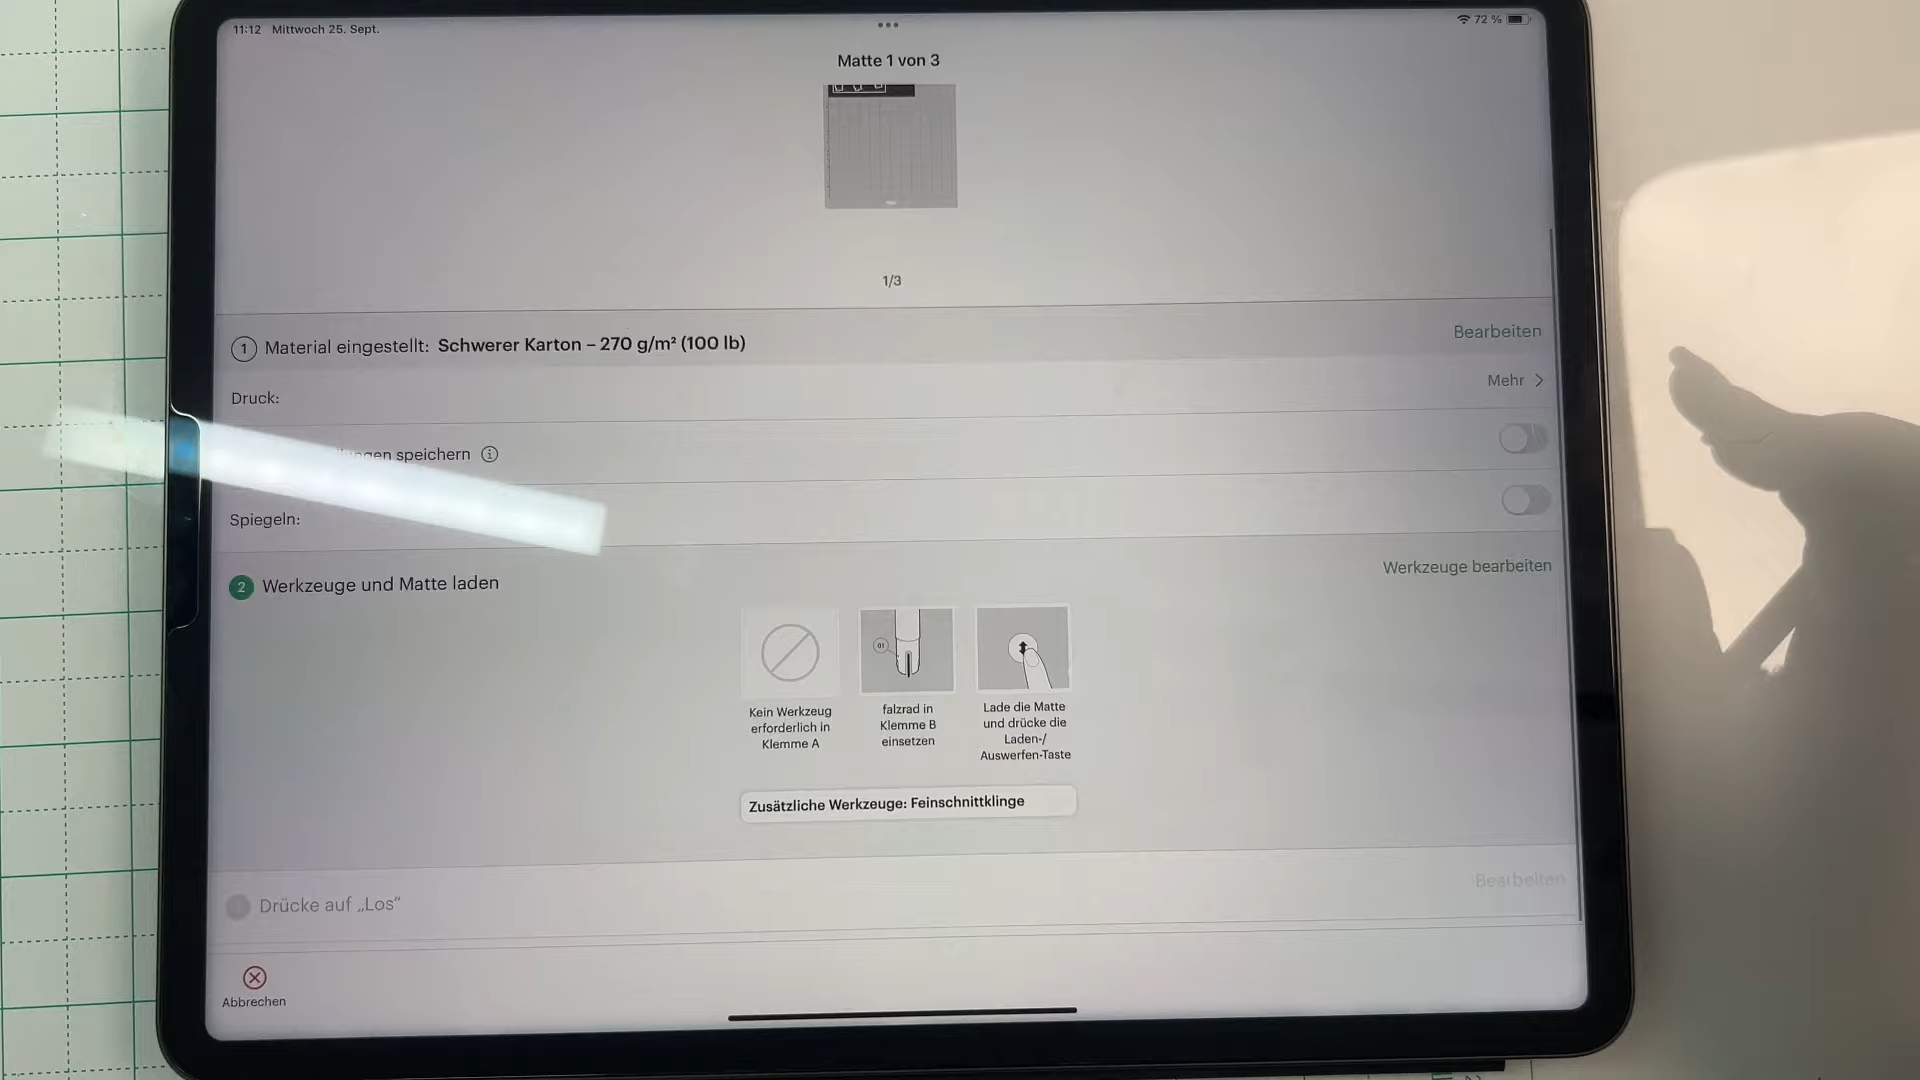 11:12 Mittwoch 25. Sept.
72 %
Matte 1 von 3
1/3
1 Material eingestellt: Schwerer Karton – 270 g/m² (100 lb)
Bearbeiten
Druck:
Mehr
speichern
Spiegeln:
2 Werkzeuge und Matte laden
Werkzeuge bearbeiten
01
Kein Werkzeug
erforderlich in
Klemme A
falzrad in
Klemme B
einsetzen
Lade die Matte
und drücke die
Laden-/
Auswerfen-Taste
Zusätzliche Werkzeuge: Feinschnittklinge
Drücke auf „Los“
Bearbeiten
Abbrechen